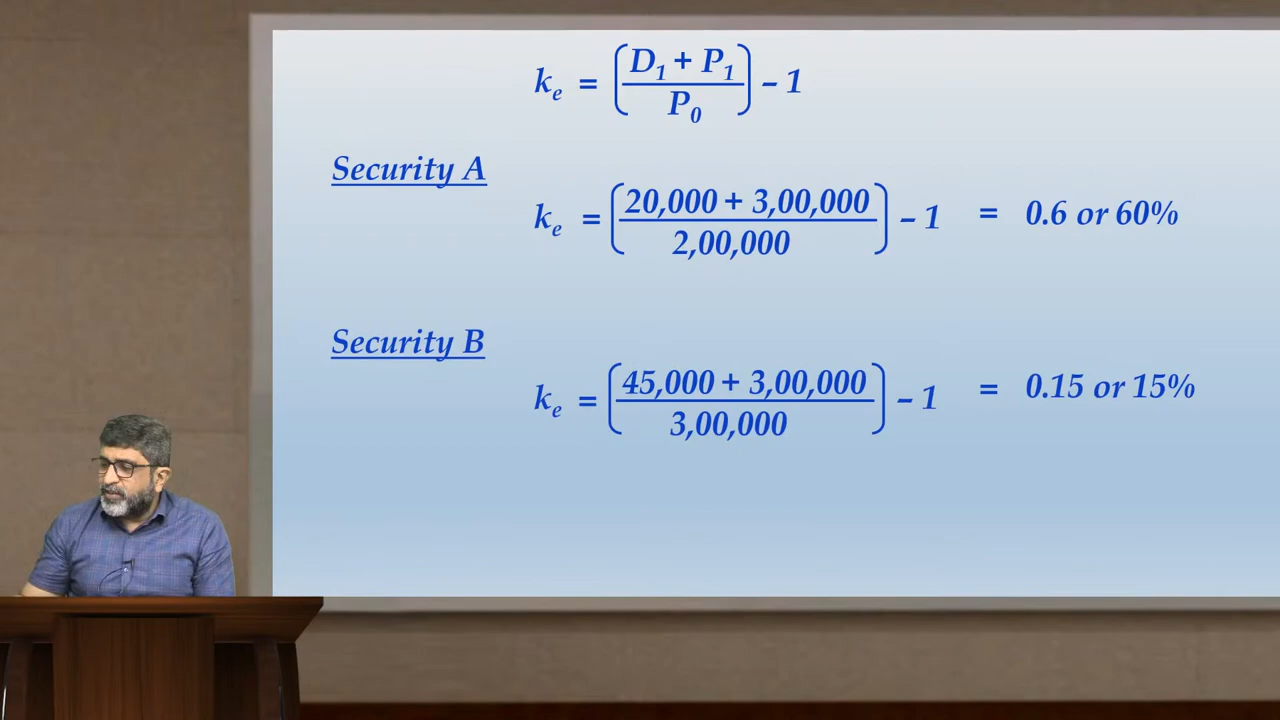 kₑ = (D₁ + P₁ / P₀) – 1
Security A
kₑ = (20,000 + 3,00,000 / 2,00,000) – 1 = 0.6 or 60%
Security B
kₑ = (45,000 + 3,00,000 / 3,00,000) – 1 = 0.15 or 15%